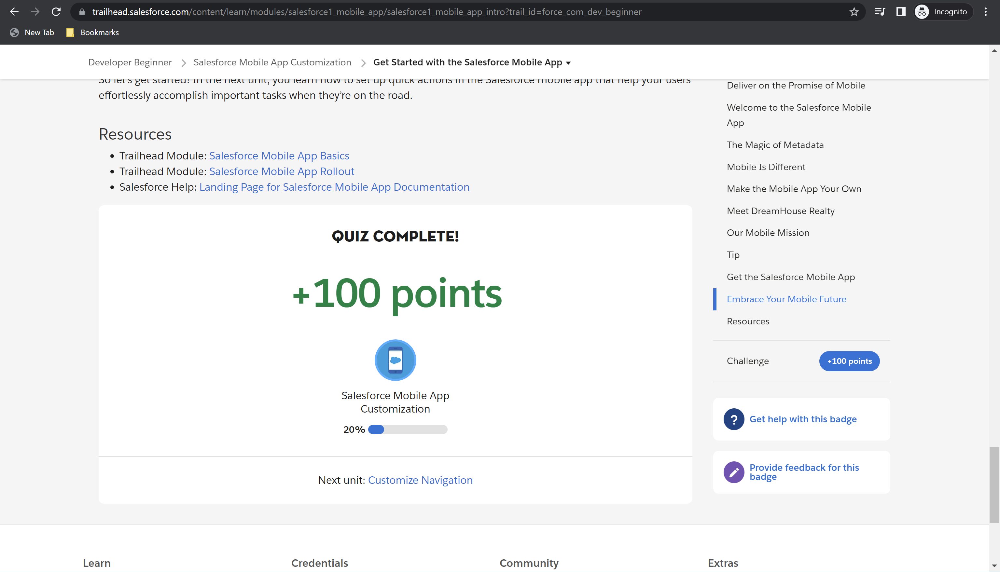 trailhead.salesforce.com/content/learn/modules/salesforce1_mobile_app/salesforce1_mobile_app_intro?trail_id=force_com_dev_beginner
Incognito
New Tab
Bookmarks
Developer Beginner
Salesforce Mobile App Customization
Get Started with the Salesforce Mobile App
So let's get started! In the next unit, you learn how to set up quick actions in the Salesforce mobile app that help your users
effortlessly accomplish important tasks when they’re on the road.
Resources
• Trailhead Module: Salesforce Mobile App Basics
• Trailhead Module: Salesforce Mobile App Rollout
• Salesforce Help: Landing Page for Salesforce Mobile App Documentation
QUIZ COMPLETE!
+100 points
Salesforce Mobile App
Customization
20%
Next unit: Customize Navigation
Deliver on the Promise of Mobile
Welcome to the Salesforce Mobile
App
The Magic of Metadata
Mobile Is Different
Make the Mobile App Your Own
Meet DreamHouse Realty
Our Mobile Mission
Tip
Get the Salesforce Mobile App
Embrace Your Mobile Future
Resources
Challenge
+100 points
?
Get help with this badge
Provide feedback for this
badge
Learn
Credentials
Community
Extras